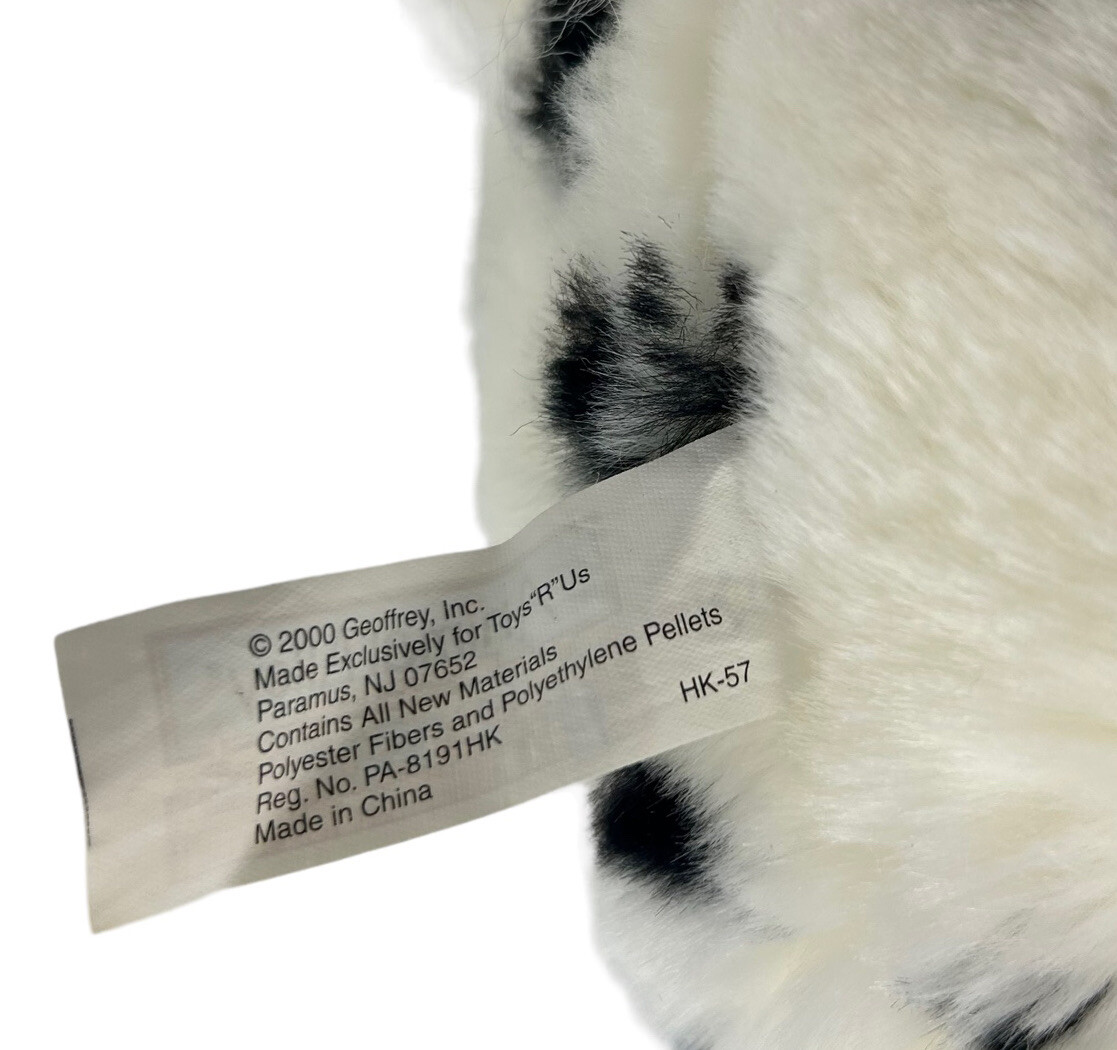 © 2000 Geoffrey, Inc.
Made Exclusively for Toys“R”Us
Paramus, NJ 07652
Contains All New Materials
Polyester Fibers and Polyethylene Pellets
Reg. No. PA-8191HK
Made in China
HK-57